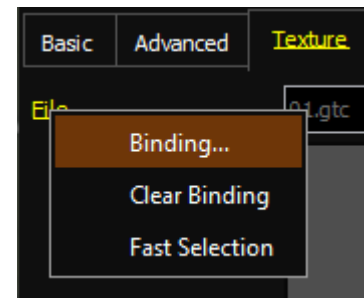 Basic Advanced Texture
File 01.gtc
Binding...
Clear Binding
Fast Selection